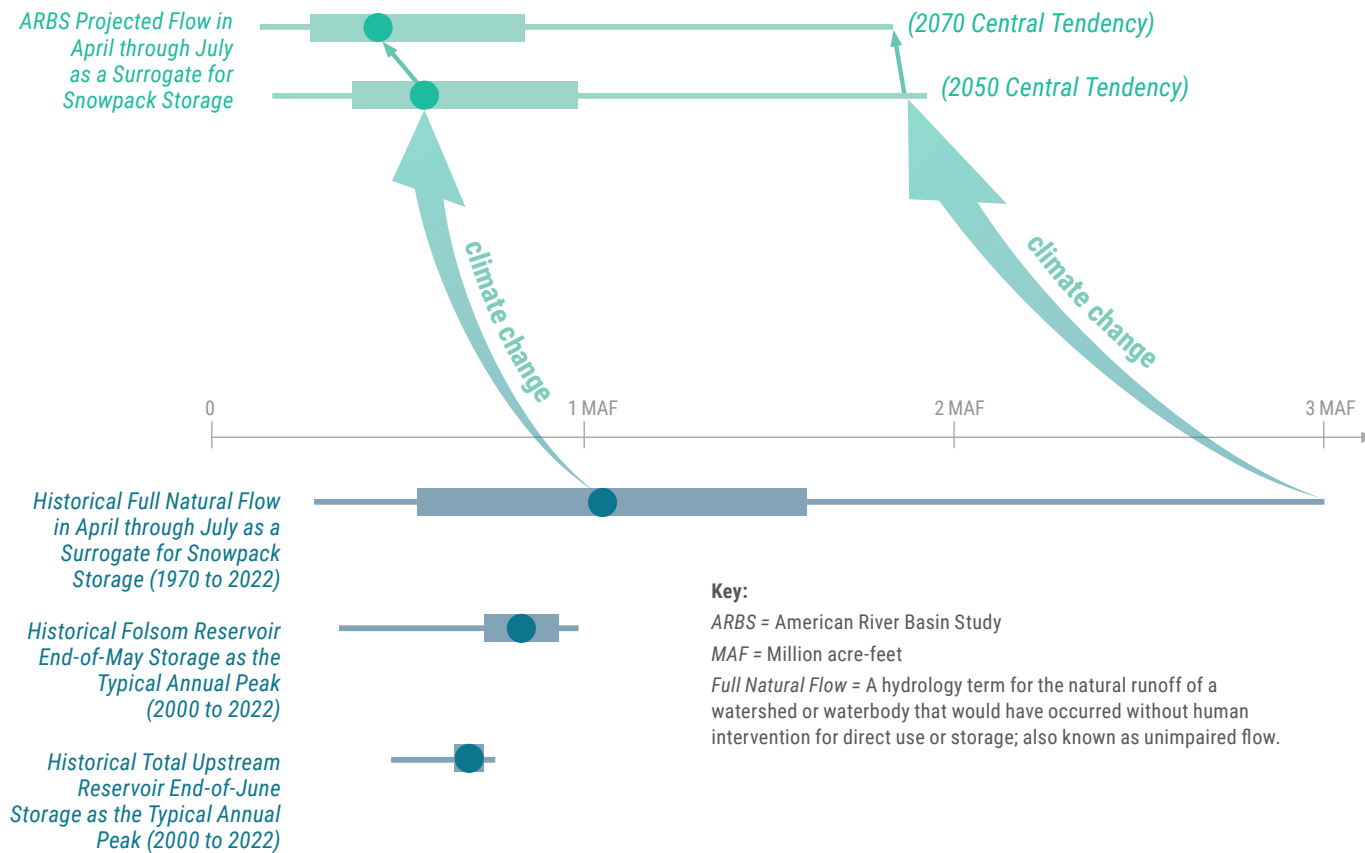 ARBS Projected Flow in
April through July
as a Surrogate for
Snowpack Storage
(2070 Central Tendency)
(2050 Central Tendency)
climate change
climate change
0
1 MAF
2 MAF
3 MAF
Historical Full Natural Flow
in April through July as a
Surrogate for Snowpack
Storage (1970 to 2022)
Historical Folsom Reservoir
End-of-May Storage as the
Typical Annual Peak
(2000 to 2022)
Historical Total Upstream
Reservoir End-of-June
Storage as the Typical Annual
Peak (2000 to 2022)
Key:
ARBS = American River Basin Study
MAF = Million acre-feet
Full Natural Flow = A hydrology term for the natural runoff of a
watershed or waterbody that would have occurred without human
intervention for direct use or storage; also known as unimpaired flow.